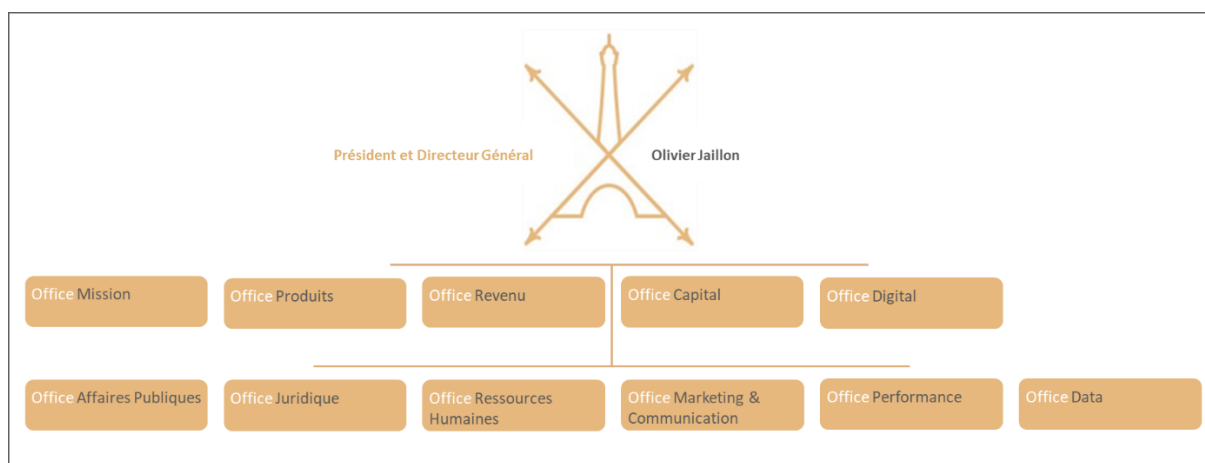 Président et Directeur Général
Olivier Jaillon
Office Mission
Office Produits
Office Revenu
Office Capital
Office Digital
Office Affaires Publiques
Office Juridique
Office Ressources
Humaines
Office Marketing &
Communication
Office Performance
Office Data